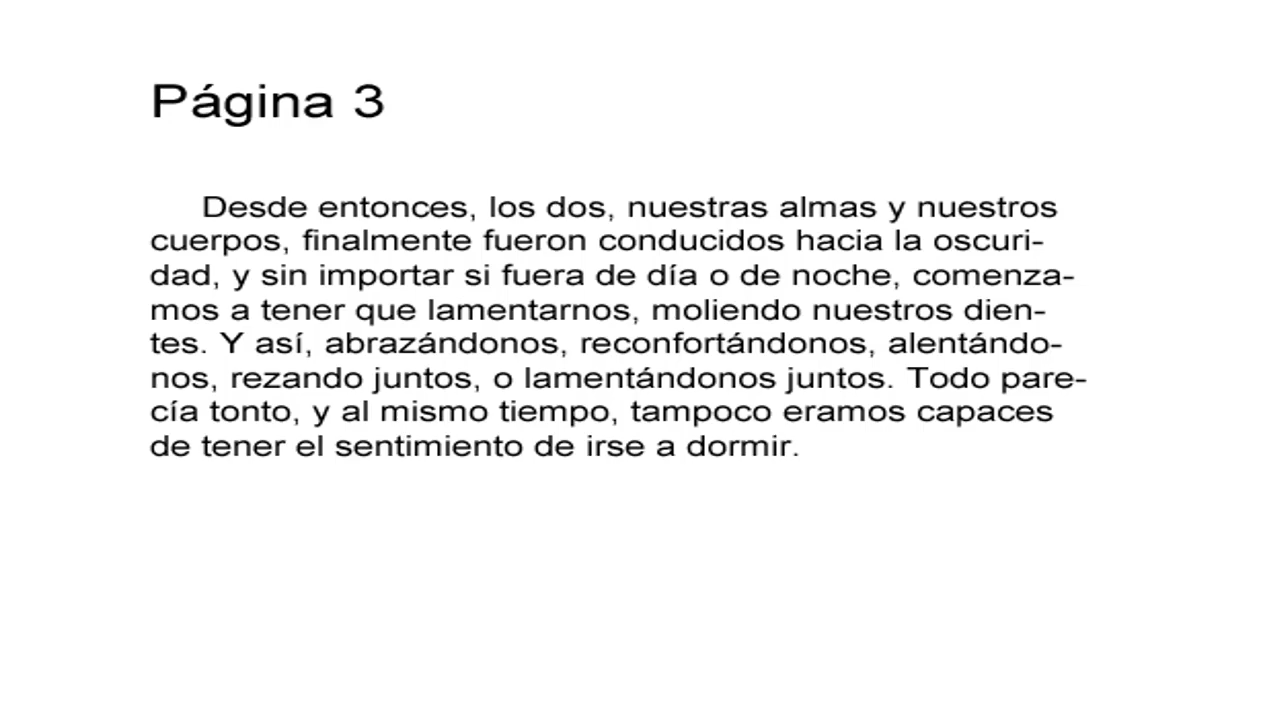 Página 3
Desde entonces, los dos, nuestras almas y nuestros
cuerpos, finalmente fueron conducidos hacia la oscuri-
dad, y sin importar si fuera de día o de noche, comenza-
mos a tener que lamentarnos, moliendo nuestros dien-
tes. Y así, abrazándonos, reconfortándonos, alentándo-
nos, rezando juntos, o lamentándonos juntos. Todo pare-
cía tonto, y al mismo tiempo, tampoco eramos capaces
de tener el sentimiento de irse a dormir.